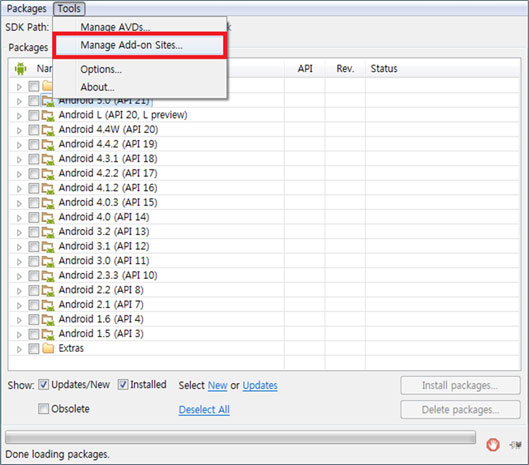 Packages Tools
SDK Path:
Manage AVDs...
Manage Add-on Sites...
Packages
Options...
About...
API Rev. Status
Android 5.0 (API 21)
Android L (API 20, L preview)
Android 4.4W (API 20)
Android 4.4.2 (API 19)
Android 4.3.1 (API 18)
Android 4.2.2 (API 17)
Android 4.1.2 (API 16)
Android 4.0.3 (API 15)
Android 4.0 (API 14)
Android 3.2 (API 13)
Android 3.1 (API 12)
Android 3.0 (API 11)
Android 2.3.3 (API 10)
Android 2.2 (API 8)
Android 2.1 (API 7)
Android 1.6 (API 4)
Android 1.5 (API 3)
Extras
Show: Updates/New Installed Select New or Updates Install packages...
Obsolete Deselect All Delete packages...
Done loading packages.